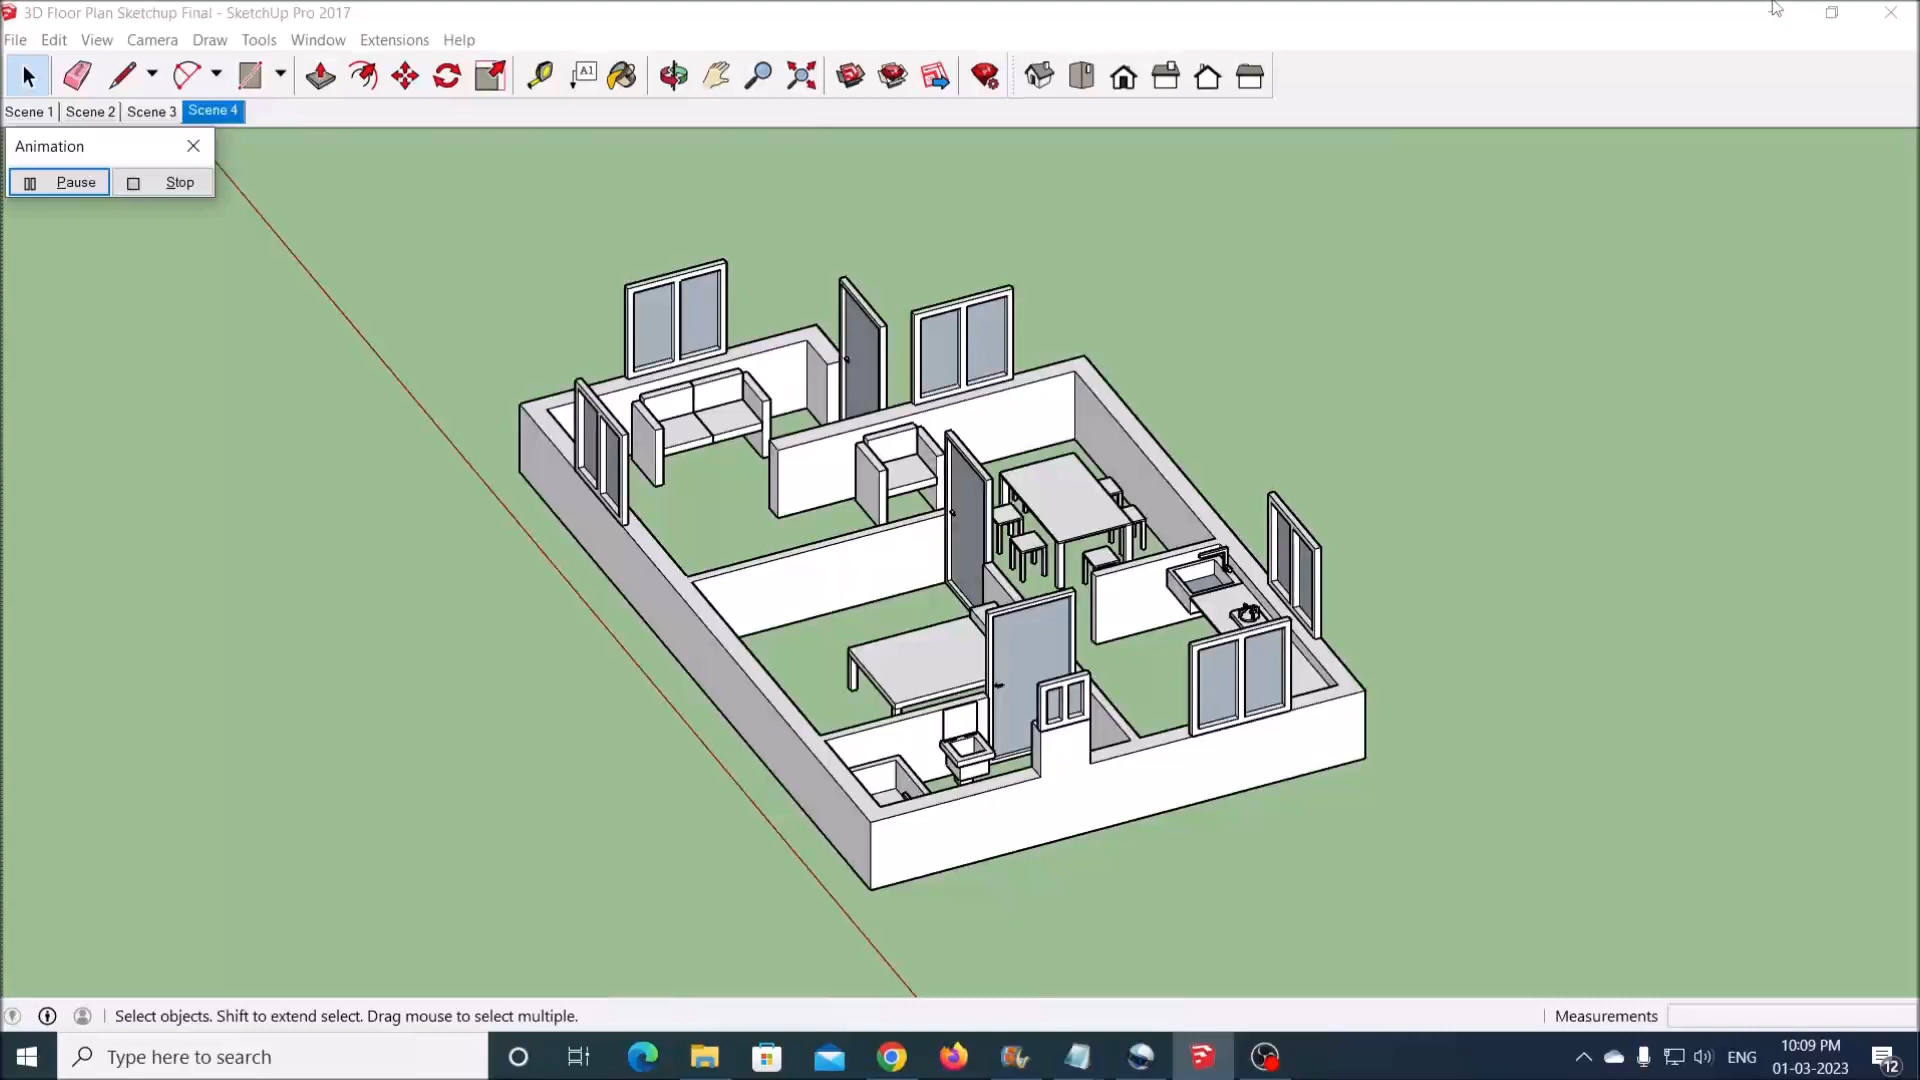 3D Floor Plan Sketchup Final - SketchUp Pro 2017
File Edit View Camera Draw Tools Window Extensions Help
A1
Scene 1 Scene 2 Scene 3 Scene 4
Animation
Pause Stop
Select objects. Shift to extend select. Drag mouse to select multiple.
Measurements
Type here to search
ENG
10:09 PM
01-03-2023
12